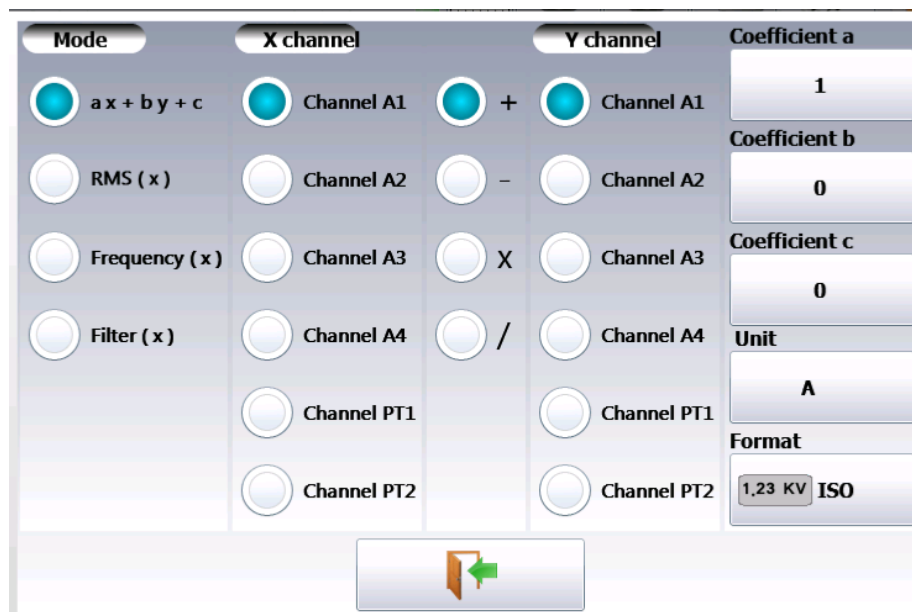 Mode
X channel
Y channel
Coefficient a
a x + b y + c
Channel A1
+
Channel A1
1
Coefficient b
RMS ( x )
Channel A2
-
Channel A2
0
Coefficient c
Frequency ( x )
Channel A3
X
Channel A3
0
Unit
Filter ( x )
Channel A4
/
Channel A4
A
Channel PT1
Channel PT1
Format
Channel PT2
Channel PT2
1,23 KV ISO